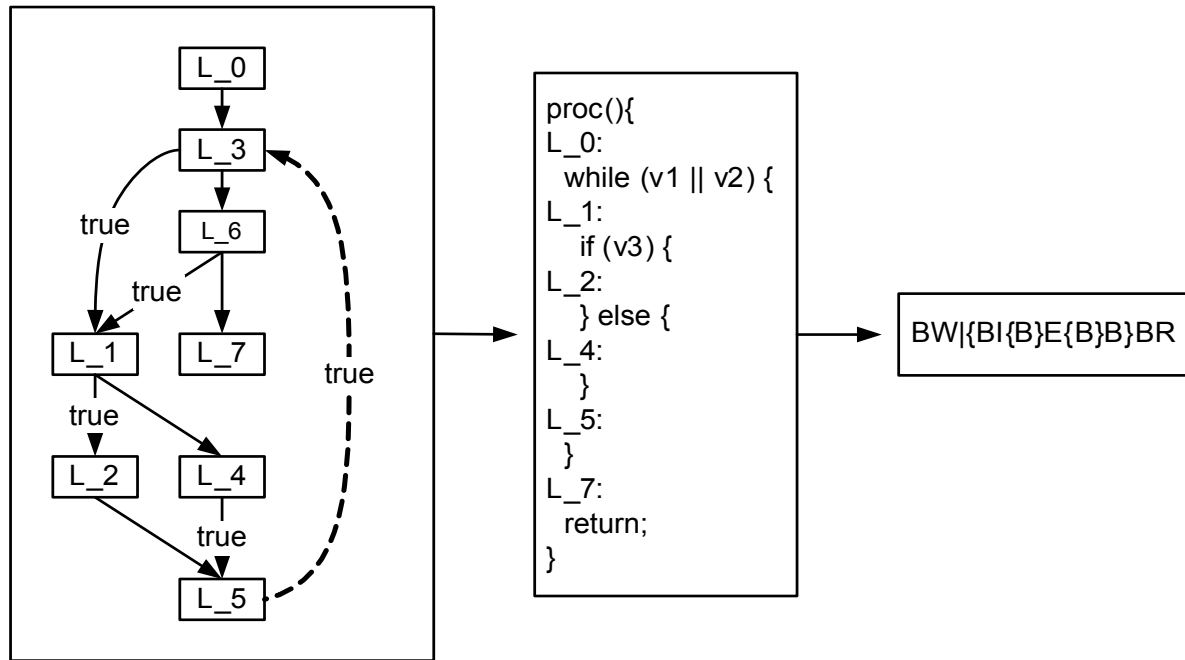 L_0
L_3
true
L_6
true
L_1
L_7
true
true
L_2
L_4
true
L_5
proc(){
L_0:
while (v1 || v2) {
L_1:
if (v3) {
L_2:
} else {
L_4:
}
L_5:
}
L_7:
return;
}
BW|{BI{B}E{B}B}BR